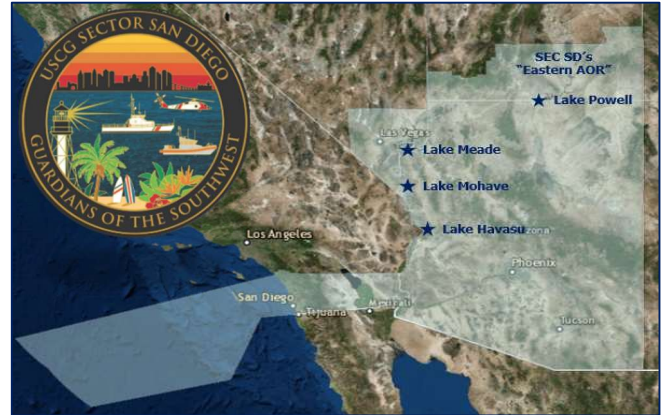 USCG SECTOR SAN DIEGO
GUARDIANS OF THE SOUTHWEST
SEC SD's
"Eastern AOR"
Lake Powell
Las Vegas
Lake Meade
Lake Mohave
Lake Havasu
Los Angeles
Phoenix
San Diego
Mexicali
Tijuana
Tucson